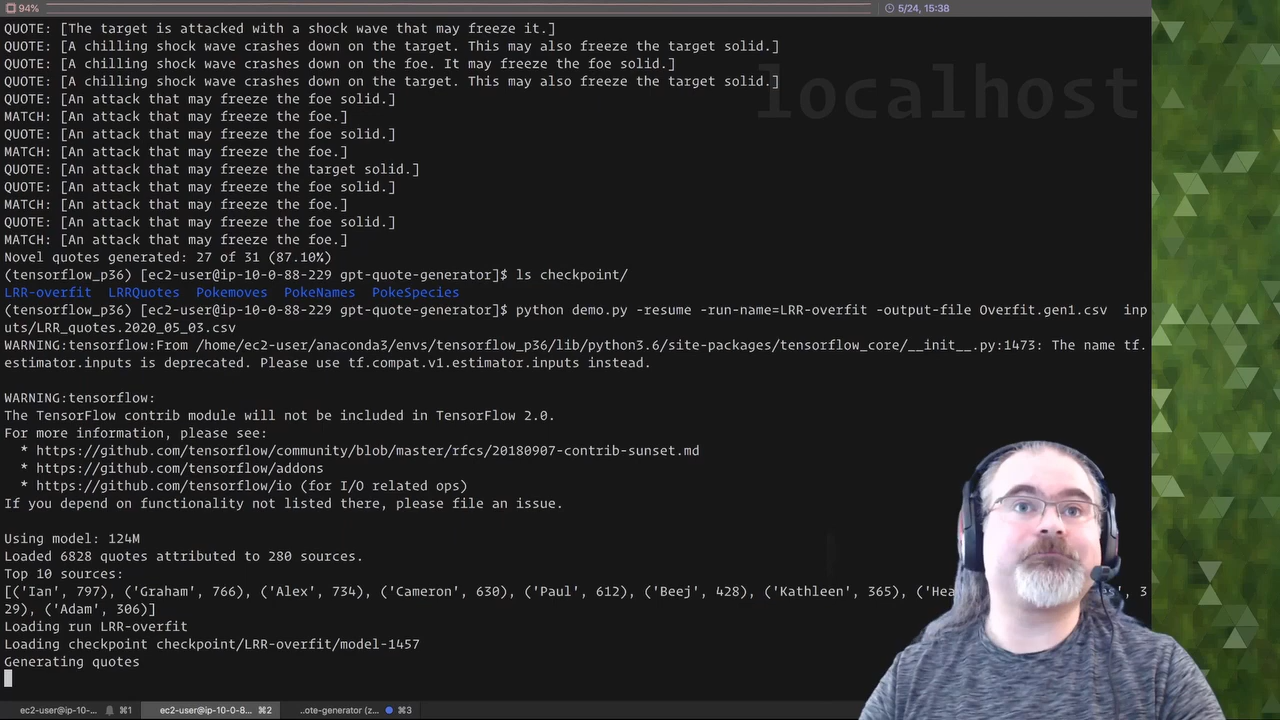 94%
5/24, 15:38
localhost
QUOTE: [The target is attacked with a shock wave that may freeze it.]
QUOTE: [A chilling shock wave crashes down on the target. This may also freeze the target solid.]
QUOTE: [A chilling shock wave crashes down on the foe. It may freeze the foe solid.]
QUOTE: [A chilling shock wave crashes down on the target. This may also freeze the target solid.]
QUOTE: [An attack that may freeze the foe solid.]
MATCH: [An attack that may freeze the foe.]
QUOTE: [An attack that may freeze the foe solid.]
MATCH: [An attack that may freeze the foe.]
QUOTE: [An attack that may freeze the target solid.]
QUOTE: [An attack that may freeze the foe solid.]
MATCH: [An attack that may freeze the foe.]
QUOTE: [An attack that may freeze the foe solid.]
MATCH: [An attack that may freeze the foe.]
Novel quotes generated: 27 of 31 (87.10%)
(tensorflow_p36) [ec2-user@ip-10-0-88-229 gpt-quote-generator]$ ls checkpoint/
LRR-overfit LRRQuotes Pokemoves PokeNames PokeSpecies
(tensorflow_p36) [ec2-user@ip-10-0-88-229 gpt-quote-generator]$ python demo.py -resume -run-name=LRR-overfit -output-file Overfit.gen1.csv inp
uts/LRR_quotes.2020_05_03.csv
WARNING:tensorflow:From /home/ec2-user/anaconda3/envs/tensorflow_p36/lib/python3.6/site-packages/tensorflow_core/__init__.py:1473: The name tf.
estimator.inputs is deprecated. Please use tf.compat.v1.estimator.inputs instead.
WARNING:tensorflow:
The TensorFlow contrib module will not be included in TensorFlow 2.0.
For more information, please see:
* https://github.com/tensorflow/community/blob/master/rfcs/20180907-contrib-sunset.md
* https://github.com/tensorflow/addons
* https://github.com/tensorflow/io (for I/O related ops)
If you depend on functionality not listed there, please file an issue.
Using model: 124M
Loaded 6828 quotes attributed to 280 sources.
Top 10 sources:
[('Ian', 797), ('Graham', 766), ('Alex', 734), ('Cameron', 630), ('Paul', 612), ('Beej', 428), ('Kathleen', 365), ('Hea 3
29), ('Adam', 306)]
Loading run LRR-overfit
Loading checkpoint checkpoint/LRR-overfit/model-1457
Generating quotes
ec2-user@ip-10-... ⌘1 ec2-user@ip-10-0-8... ⌘2 ..ote-generator (z... ⌘3